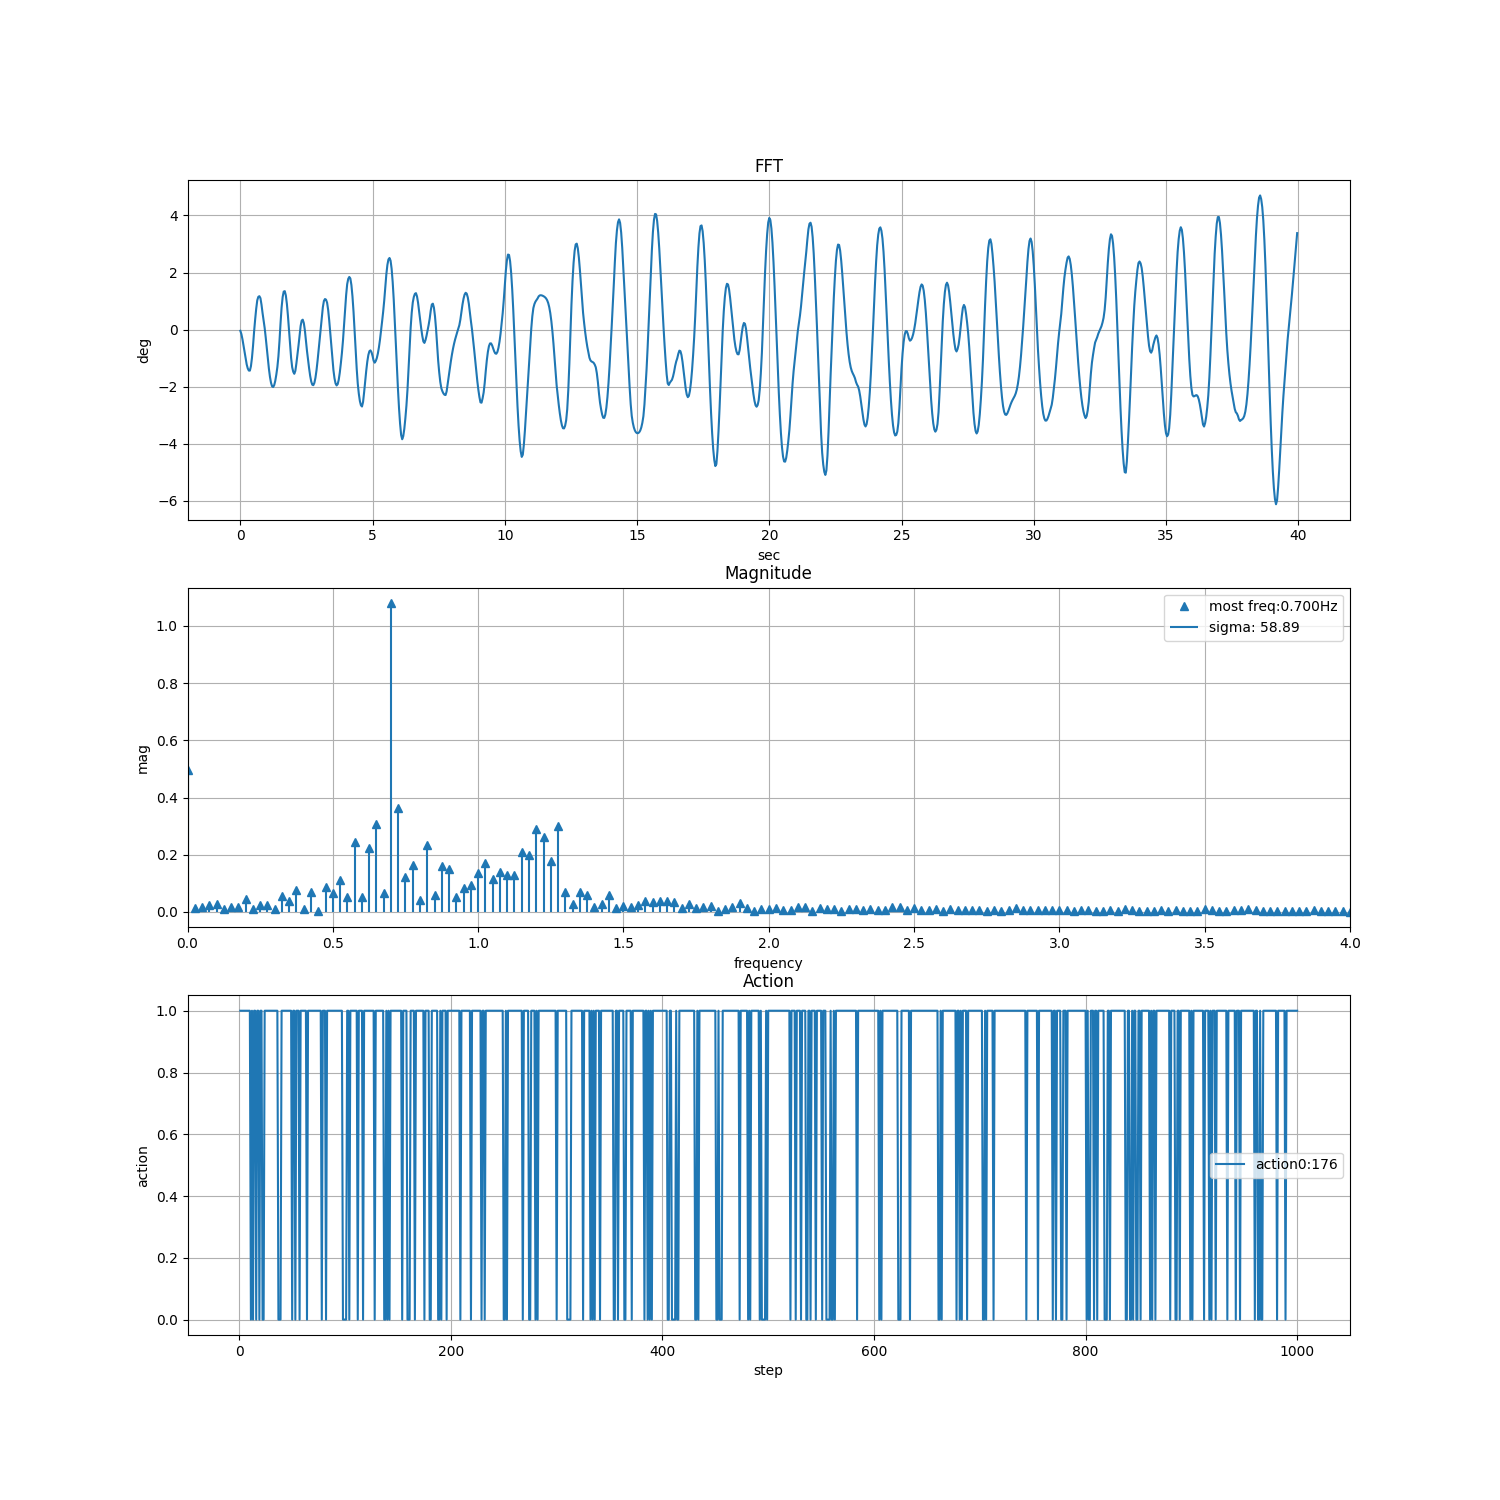 FFT
4
2
0
−2
−4
−6
deg
0 5 10 15 20 25 30 35 40
sec
Magnitude
most freq:0.700Hz
sigma: 58.89
1.0
0.8
0.6
0.4
0.2
0.0
mag
0.0 0.5 1.0 1.5 2.0 2.5 3.0 3.5 4.0
frequency
Action
1.0
0.8
0.6
0.4
0.2
0.0
action
action0:176
0 200 400 600 800 1000
step